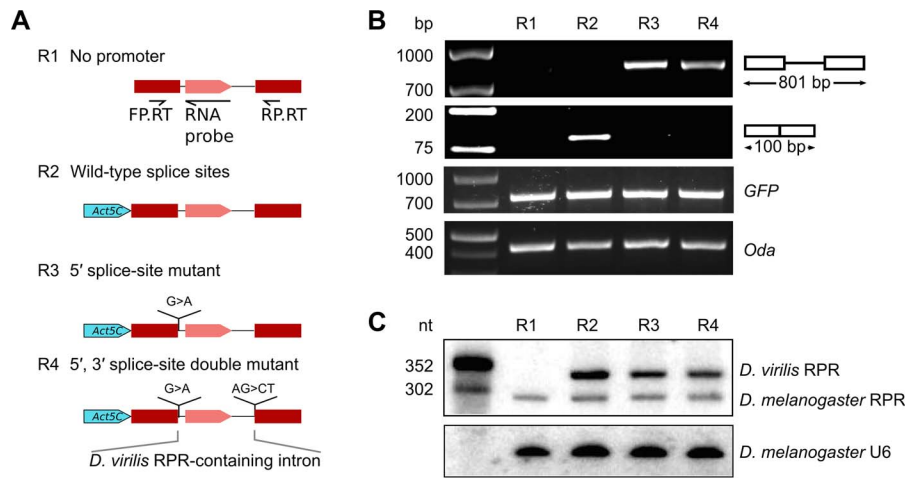 A
R1 No promoter
FP.RT RNA probe RP.RT
R2 Wild-type splice sites
Act5C
R3 5′ splice-site mutant
G>A
Act5C
R4 5′, 3′ splice-site double mutant
G>A AG>CT
Act5C
D. virilis RPR-containing intron
B
bp R1 R2 R3 R4
1000
700
801 bp
200
75
100 bp
1000
700
GFP
500
400
Oda
C
nt R1 R2 R3 R4
352
302
D. virilis RPR
D. melanogaster RPR
D. melanogaster U6